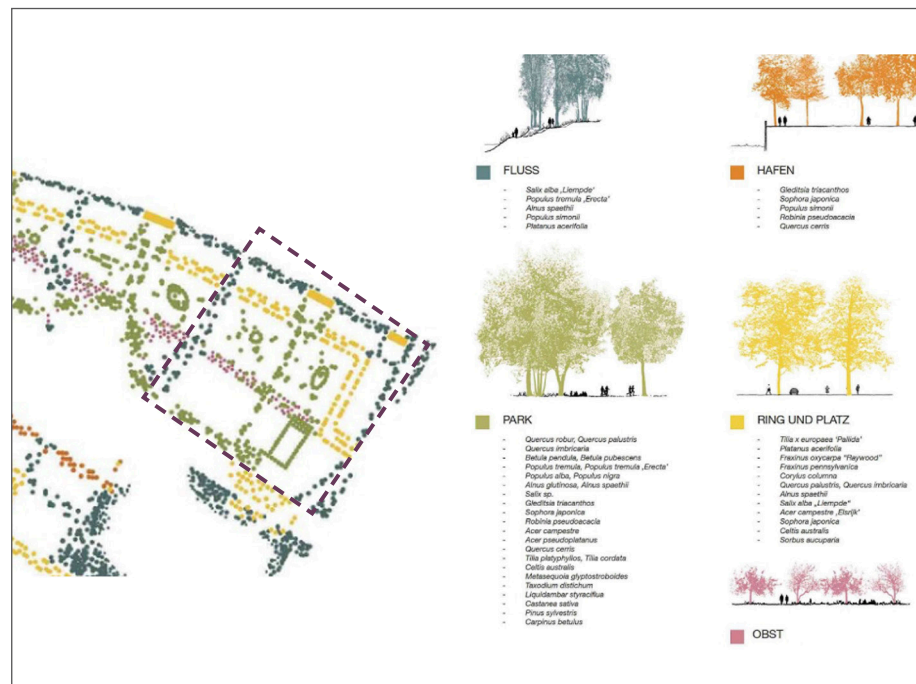 FLUSS
- Salix alba ‚Liempde'
- Populus tremula ‚Erecta'
- Alnus spaethii
- Populus simonii
- Platanus acerifolia
HAFEN
- Gleditsia triacanthos
- Sophora japonica
- Populus simonii
- Robinia pseudoacacia
- Quercus cerris
PARK
- Quercus robur, Quercus palustris
- Quercus imbricaria
- Betula pendula, Betula pubescens
- Populus tremula, Populus tremula ‚Erecta'
- Populus alba, Populus nigra
- Alnus glutinosa, Alnus spaethii
- Salix sp.
- Gleditsia triacanthos
- Sophora japonica
- Robinia pseudoacacia
- Acer campestre
- Acer pseudoplatanus
- Quercus cerris
- Tilia platyphyllos, Tilia cordata
- Celtis australis
- Metasequoia glyptostroboides
- Taxodium distichum
- Liquidambar styraciflua
- Castanea sativa
- Pinus sylvestris
- Carpinus betulus
RING UND PLATZ
- Tilia x europaea 'Pallida'
- Platanus acerifolia
- Fraxinus oxycarpa "Raywood"
- Fraxinus pennsylvanica
- Corylus columna
- Quercus palustris, Quercus imbricaria
- Alnus spaethii
- Salix alba „Liempde"
- Acer campestre ‚Elsrijk'
- Sophora japonica
- Celtis australis
- Sorbus aucuparia
OBST